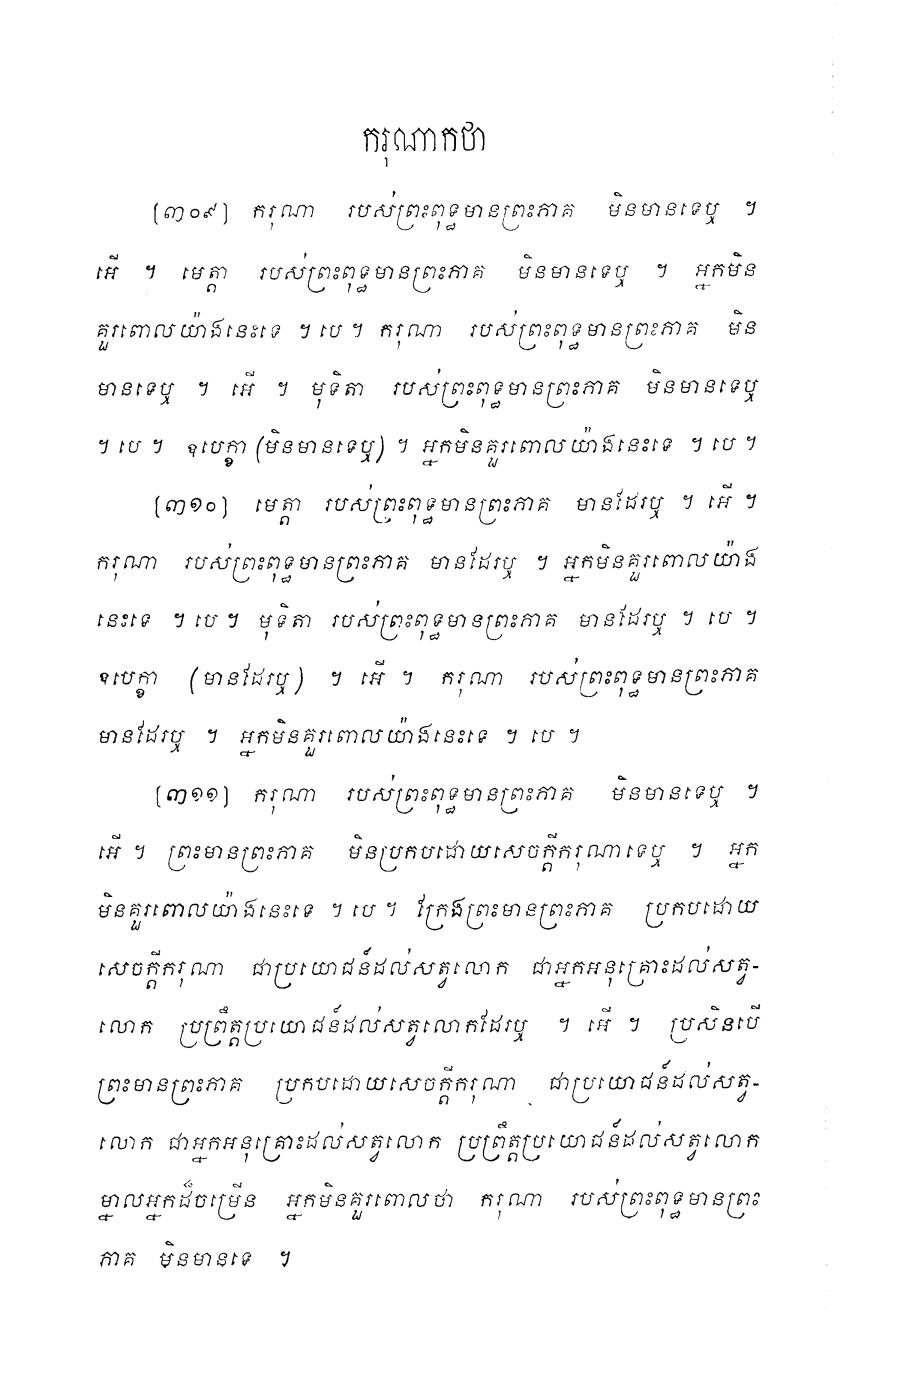 ករុណាកថា
[៣០៩] ករុណា របស់ព្រះពុទ្ធមានព្រះភាគ មិនមានទេឬ ។
អើ ។ មេត្តា របស់ព្រះពុទ្ធមានព្រះភាគ មិនមានទេឬ ។ អ្នកមិន
គួរពោលយ៉ាងនេះទេ ។ បេ ។ ករុណា របស់ព្រះពុទ្ធមានព្រះភាគ មិន
មានទេឬ ។ អើ ។ មុទិតា របស់ព្រះពុទ្ធមានព្រះភាគ មិនមានទេឬ
។ បេ ។ ឧបេក្ខា (មិនមានទេឬ) ។ អ្នកមិនគួរពោលយ៉ាងនេះទេ ។ បេ ។
[៣១០] មេត្តា របស់ព្រះពុទ្ធមានព្រះភាគ មានដែរឬ ។ អើ ។
ករុណា របស់ព្រះពុទ្ធមានព្រះភាគ មានដែរឬ ។ អ្នកមិនគួរពោលយ៉ាង
នេះទេ ។ បេ ។ មុទិតា របស់ព្រះពុទ្ធមានព្រះភាគ មានដែរឬ ។ បេ ។
ឧបេក្ខា (មានដែរឬ) ។ អើ ។ ករុណា របស់ព្រះពុទ្ធមានព្រះភាគ
មានដែរឬ ។ អ្នកមិនគួរពោលយ៉ាងនេះទេ ។ បេ ។
[៣១១] ករុណា របស់ព្រះពុទ្ធមានព្រះភាគ មិនមានទេឬ ។
អើ ។ ព្រះមានព្រះភាគ មិនប្រកបដោយសេចក្តីករុណាទេឬ ។ អ្នក
មិនគួរពោលយ៉ាងនេះទេ ។ បេ ។ ក្រែងព្រះមានព្រះភាគ ប្រកបដោយ
សេចក្តីករុណា ជាប្រយោជន៍ដល់សត្វលោក ជាអ្នកអនុគ្រោះដល់សត្វ-
លោក ប្រព្រឹត្តប្រយោជន៍ដល់សត្វលោកដែរឬ ។ អើ ។ ប្រសិនបើ
ព្រះមានព្រះភាគ ប្រកបដោយសេចក្តីករុណា ជាប្រយោជន៍ដល់សត្វ-
លោក ជាអ្នកអនុគ្រោះដល់សត្វលោក ប្រព្រឹត្តប្រយោជន៍ដល់សត្វលោក
ម្នាលអ្នកដ៏ចម្រើន អ្នកមិនគួរពោលថា ករុណា របស់ព្រះពុទ្ធមានព្រះ
ភាគ មិនមានទេ ។